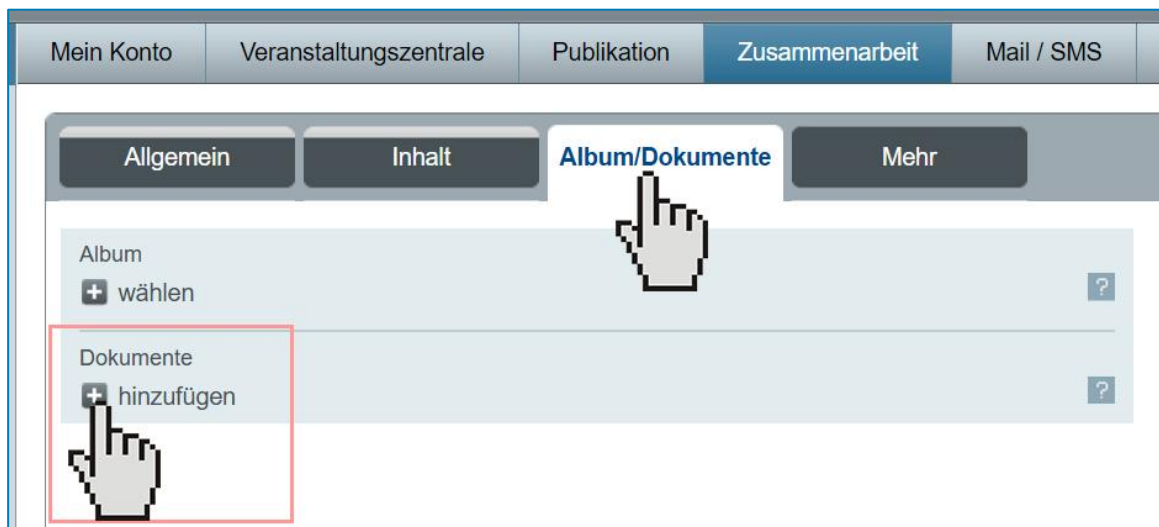 Mein Konto Veranstaltungszentrale Publikation Zusammenarbeit Mail / SMS
Allgemein Inhalt Album/Dokumente Mehr
Album
+ wählen ?
Dokumente
+ hinzufügen ?